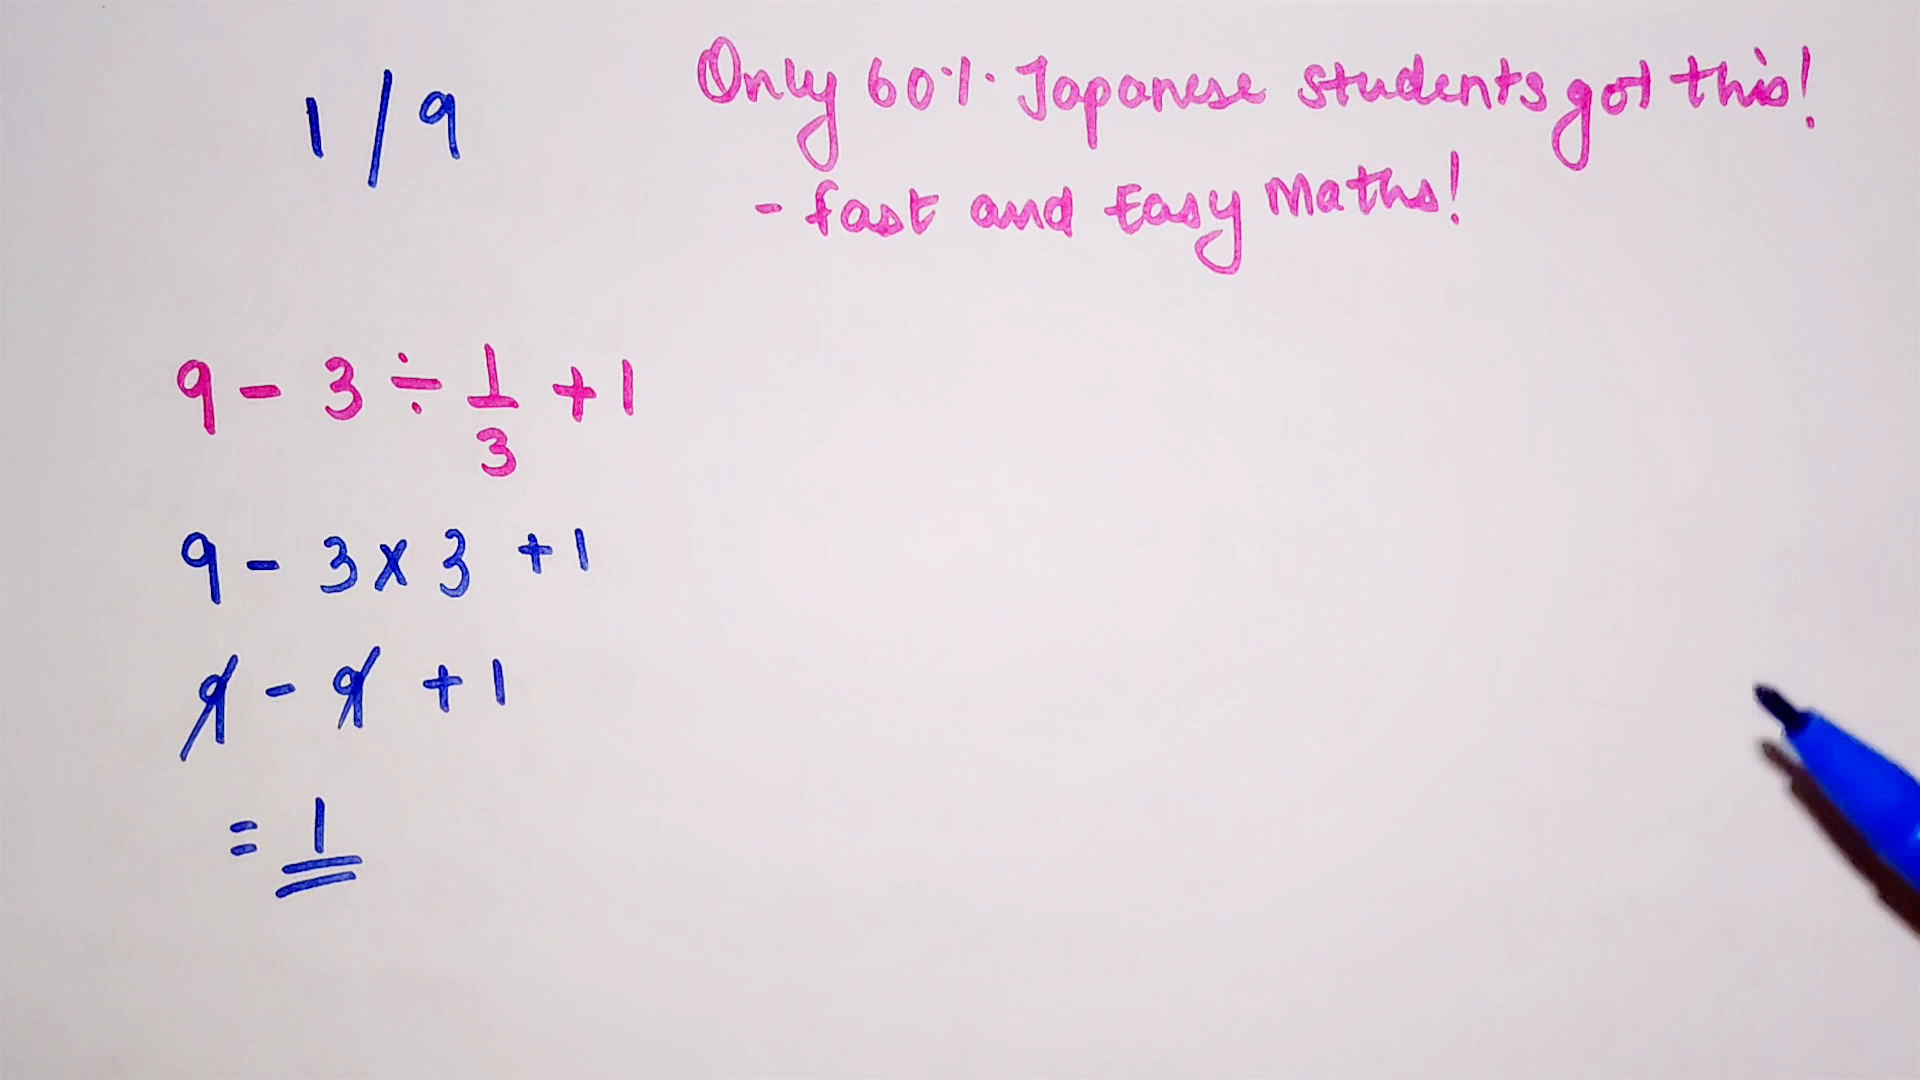 1 / 9
Only 60% Japanese students got this!
- fast and Easy Maths!
9 - 3 ÷ 1/3 + 1
9 - 3 x 3 + 1
9 - 9 + 1
= 1